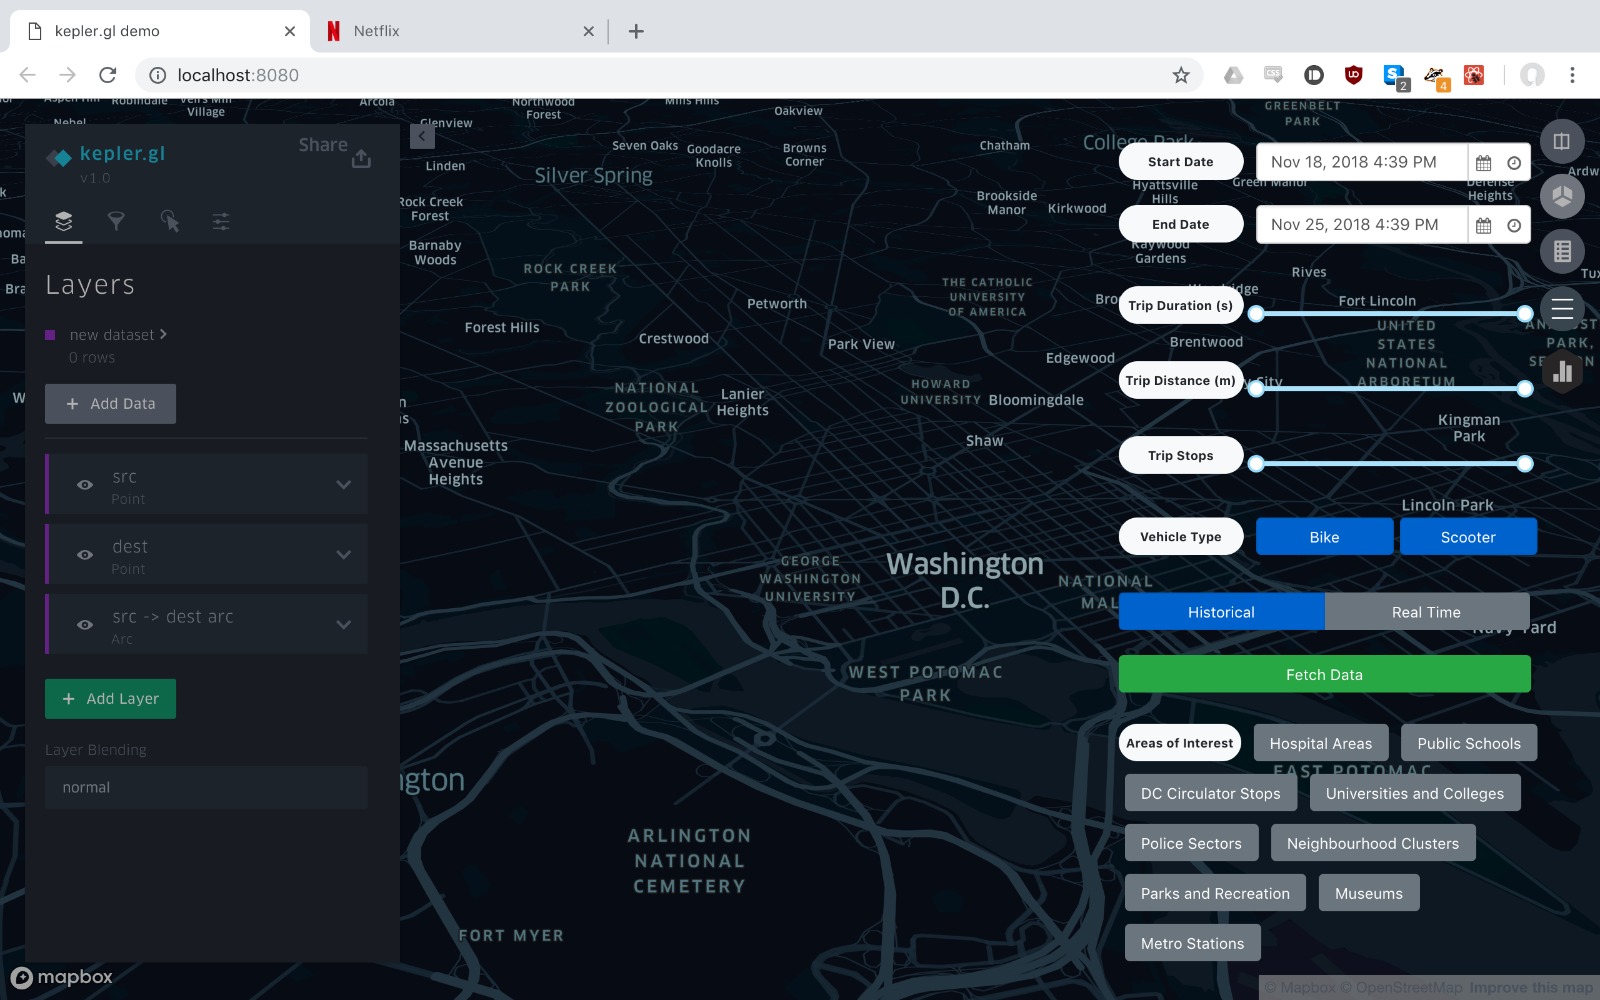 kepler.gl demo
Netflix
localhost:8080
CSS
2
4
Robindale
Veirs Mill
Village
Arcola
Northwood
Forest
Mills Hills
Oakview
GREENBELT
PARK
Nebel
Glenview
kepler.gl
v1.0
Share
Linden
Seven Oaks
Goodacre
Knolls
Browns
Corner
Chatham
College Park
Silver Spring
Start Date
Nov 18, 2018 4:39 PM
Hyattsville
Hills
Green Manor
Defense
Heights
Rock Creek
Forest
Brookside
Manor
Kirkwood
End Date
Nov 25, 2018 4:39 PM
Barnaby
Woods
Raywood
Gardens
Layers
ROCK CREEK
PARK
THE CATHOLIC
UNIVERSITY
OF AMERICA
Rives
Petworth
Trip Duration (s)
Fort Lincoln
new dataset
0 rows
Forest Hills
Crestwood
Park View
Brentwood
UNITED
STATES
NATIONAL
ARBORETUM
Edgewood
Add Data
NATIONAL
ZOOLOGICAL
PARK
Lanier
Heights
HOWARD
UNIVERSITY
Bloomingdale
Trip Distance (m)
Kingman
Park
Massachusetts
Avenue
Heights
Shaw
Trip Stops
src
Point
Lincoln Park
dest
Point
Vehicle Type
Bike
Scooter
GEORGE
WASHINGTON
UNIVERSITY
Washington
D.C.
NATIONAL
MAL
src -> dest arc
Arc
Historical
Real Time
Navy Yard
WEST POTOMAC
PARK
Fetch Data
Add Layer
Layer Blending
normal
Areas of Interest
Hospital Areas
Public Schools
EAST POTOMAC
ngton
DC Circulator Stops
Universities and Colleges
ARLINGTON
NATIONAL
CEMETERY
Police Sectors
Neighbourhood Clusters
Parks and Recreation
Museums
FORT MYER
Metro Stations
mapbox
© Mapbox © OpenStreetMap Improve this map